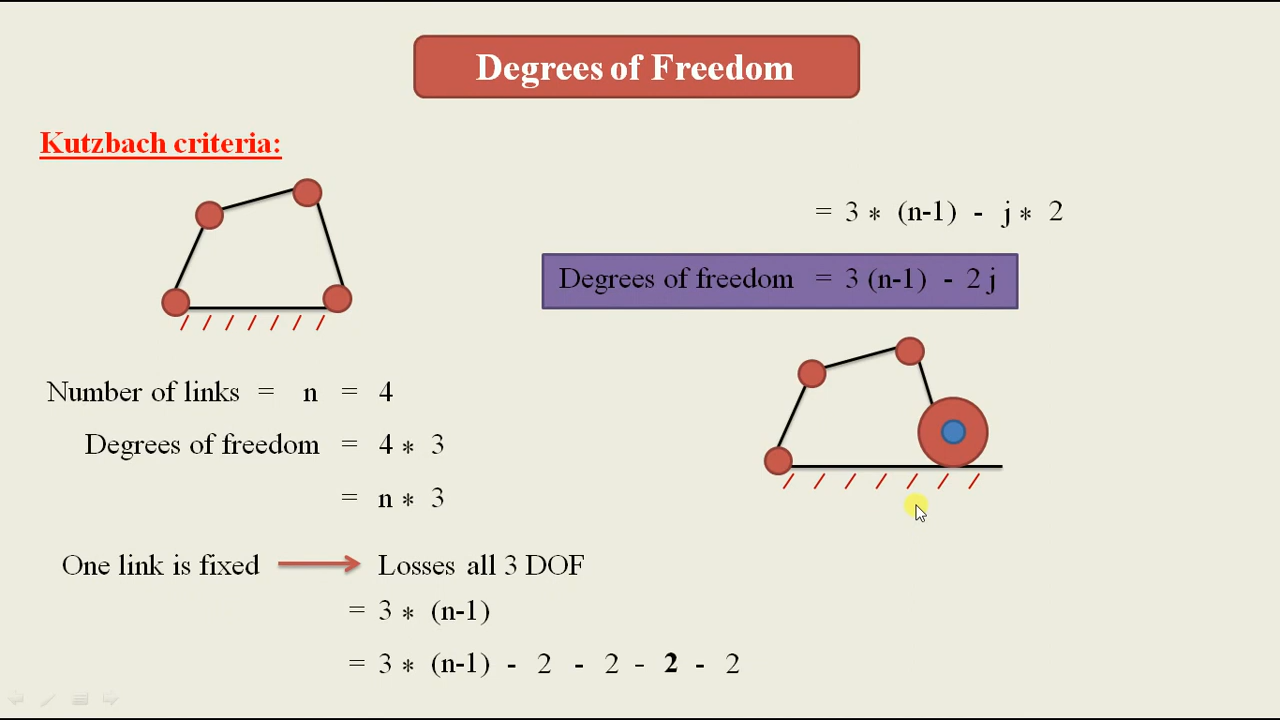 Degrees of Freedom
Kutzbach criteria:
= 3 * (n-1) - j * 2
Degrees of freedom = 3 (n-1) - 2 j
Number of links = n = 4
Degrees of freedom = 4 * 3
= n * 3
One link is fixed Losses all 3 DOF
= 3 * (n-1)
= 3 * (n-1) - 2 - 2 - 2 - 2